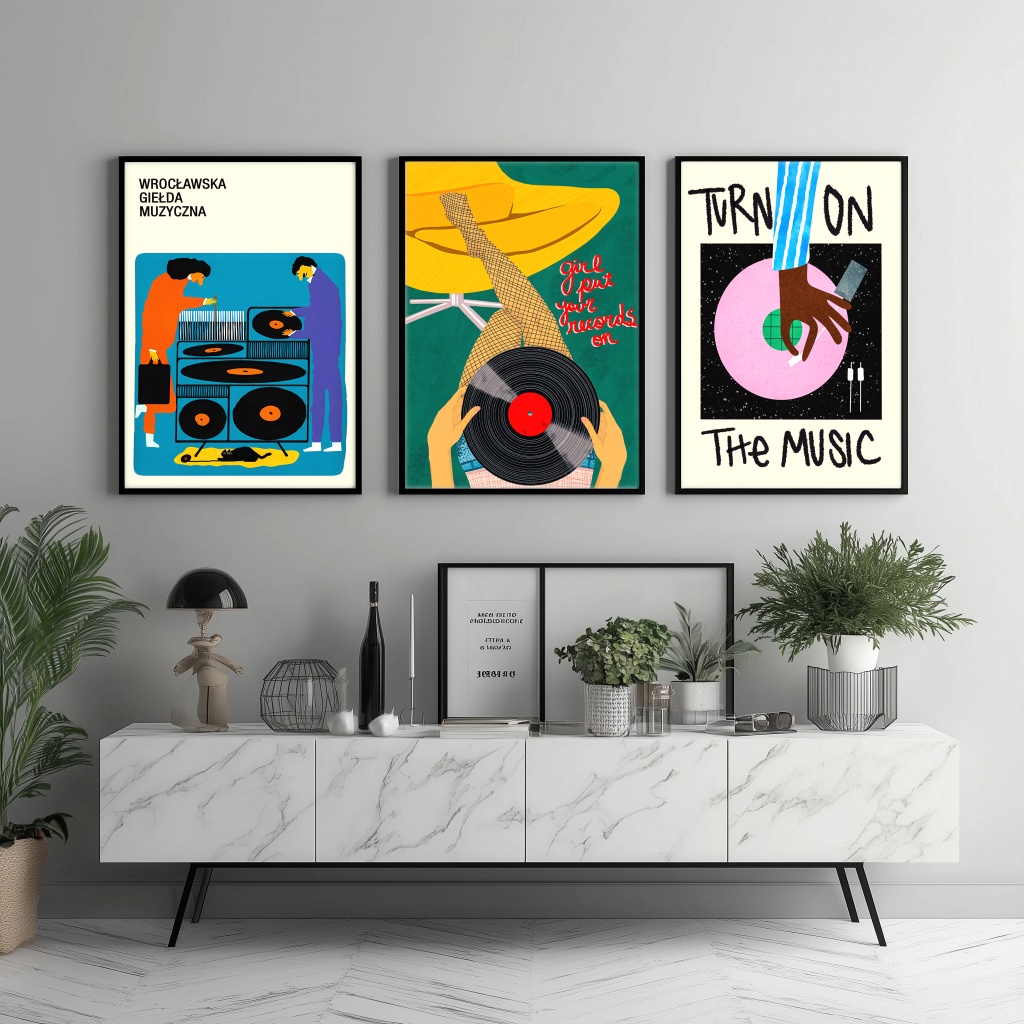 WROCŁAWSKA
GIEŁDA
MUZYCZNA
girl
put
your
records
on
TURN ON
THE MUSIC